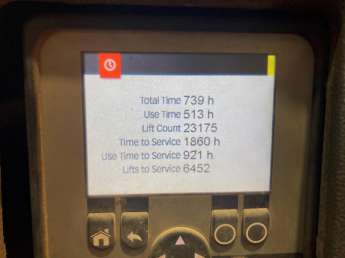 Total Time 739 h
Use Time 513 h
Lift Count 23175
Time to Service 1860 h
Use Time to Service 921 h
Lifts to Service 6452